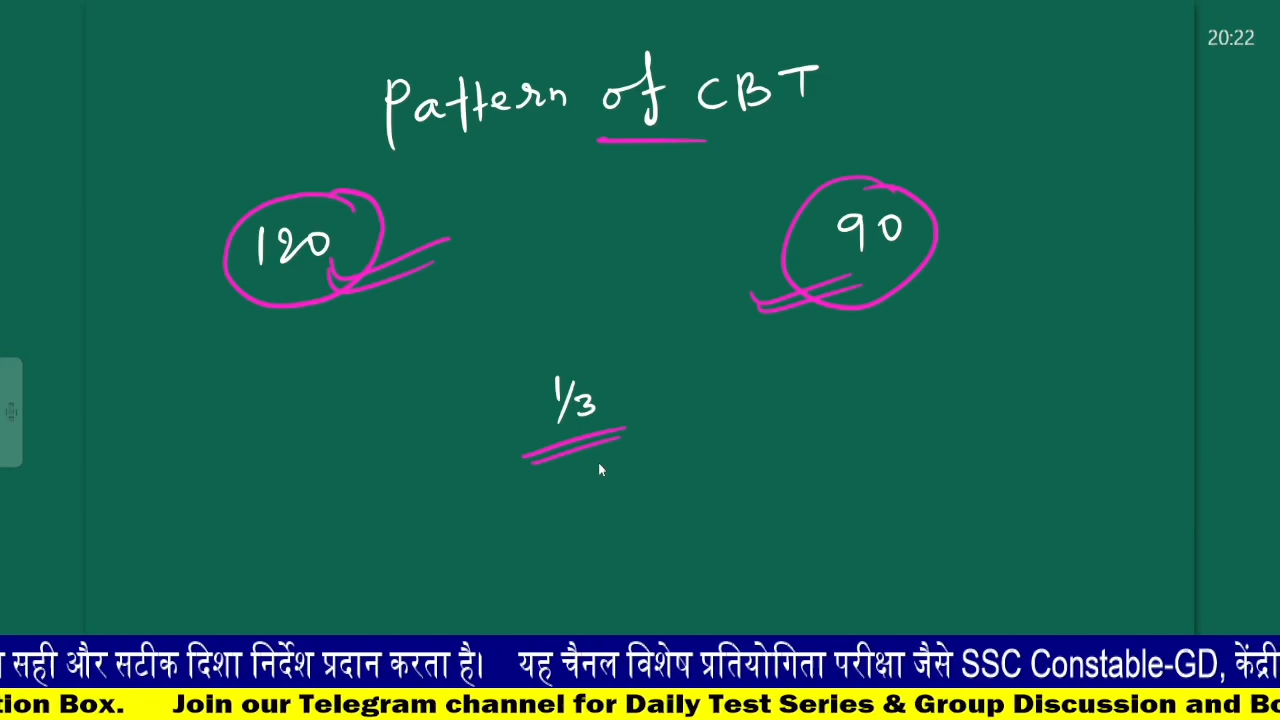 20:22
Pattern of CBT
120 90
1/3
सही और सटीक दिशा निर्देश प्रदान करता है। यह चैनल विशेष प्रतियोगिता परीक्षा जैसे SSC Constable-GD, केंद्री
tion Box. Join our Telegram channel for Daily Test Series & Group Discussion and Bo